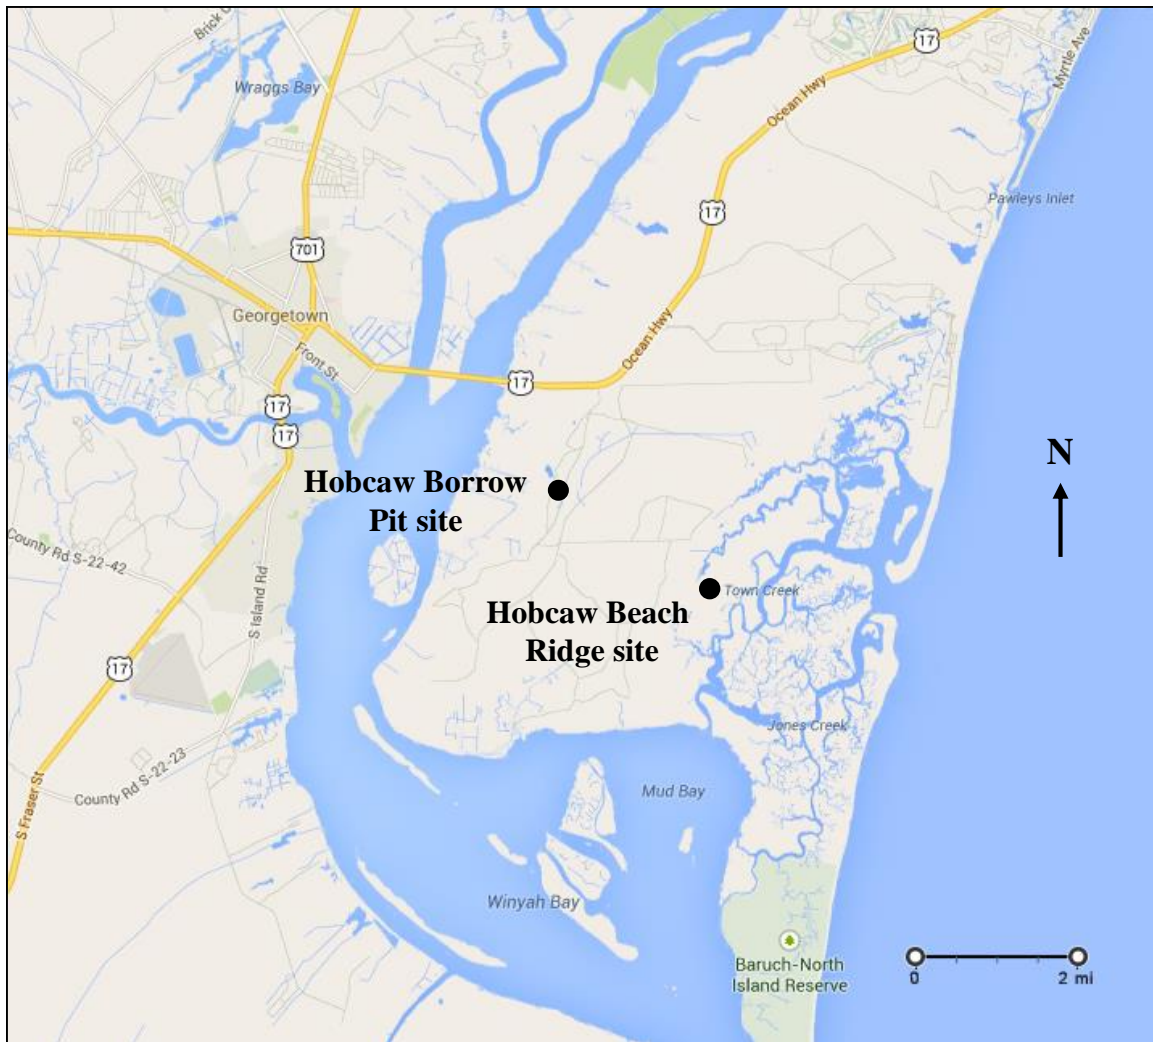 Brick
17
Myrtle Ave
Wraggs Bay
Ocean Hwy
Pawleys Inlet
17
701
Georgetown
Front St
Ocean Hwy
17
17
17
N
Hobcaw Borrow
Pit site
County Rd S-22-42
S Island Rd
Town Creek
Hobcaw Beach
Ridge site
17
Jones Creek
County Rd S-22-23
Mud Bay
S Fraser St
Winyah Bay
Baruch-North
Island Reserve
0
2 mi